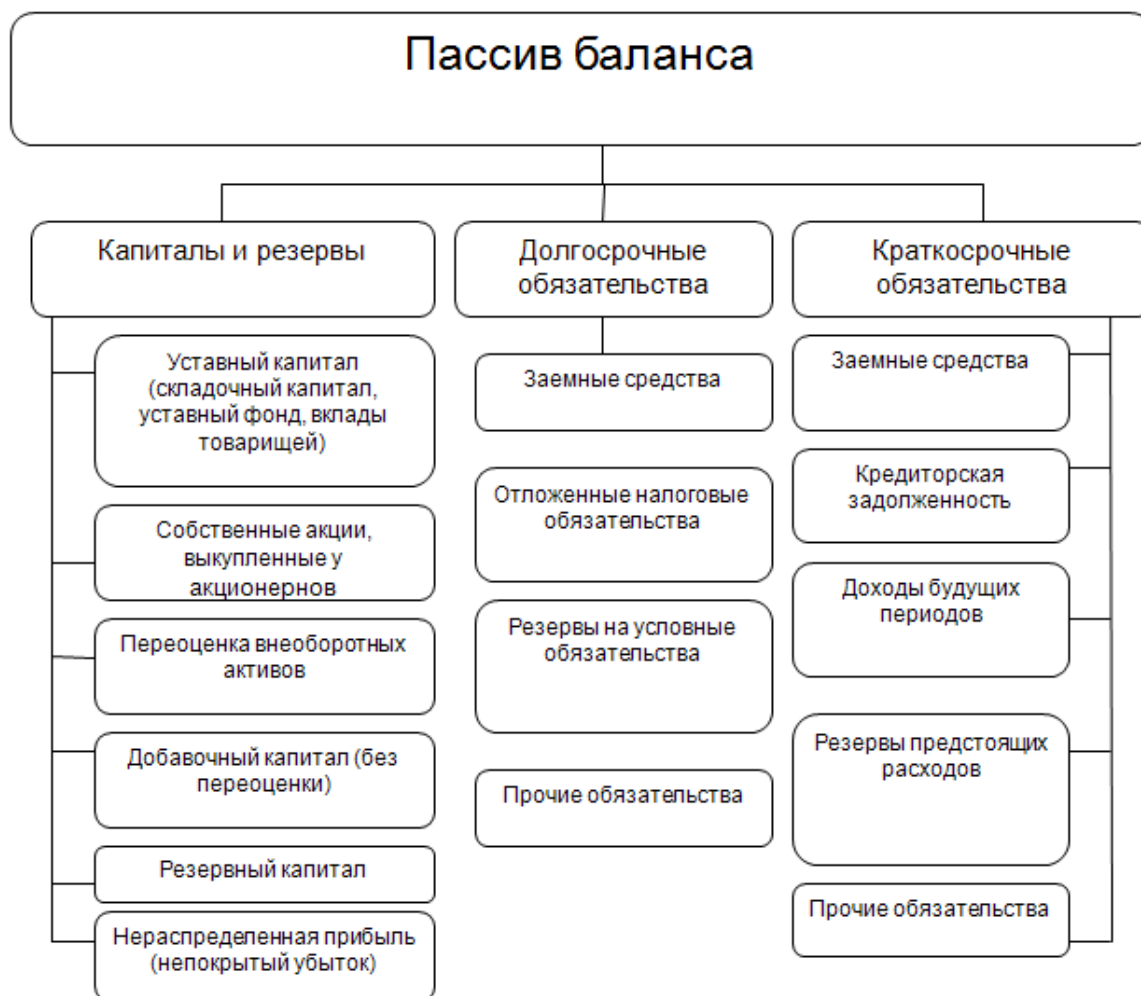 Пассив баланса
Капиталы и резервы
Уставный капитал
(складочный капитал,
уставный фонд, вклады
товарищей)
Собственные акции,
выкупленные у
акционернов
Переоценка внеоборотных
активов
Добавочный капитал (без
переоценки)
Резервный капитал
Нераспределенная прибыль
(непокрытый убыток)
Долгосрочные
обязательства
Заемные средства
Отложенные налоговые
обязательства
Резервы на условные
обязательства
Прочие обязательства
Краткосрочные
обязательства
Заемные средства
Кредиторская
задолженность
Доходы будущих
периодов
Резервы предстоящих
расходов
Прочие обязательства